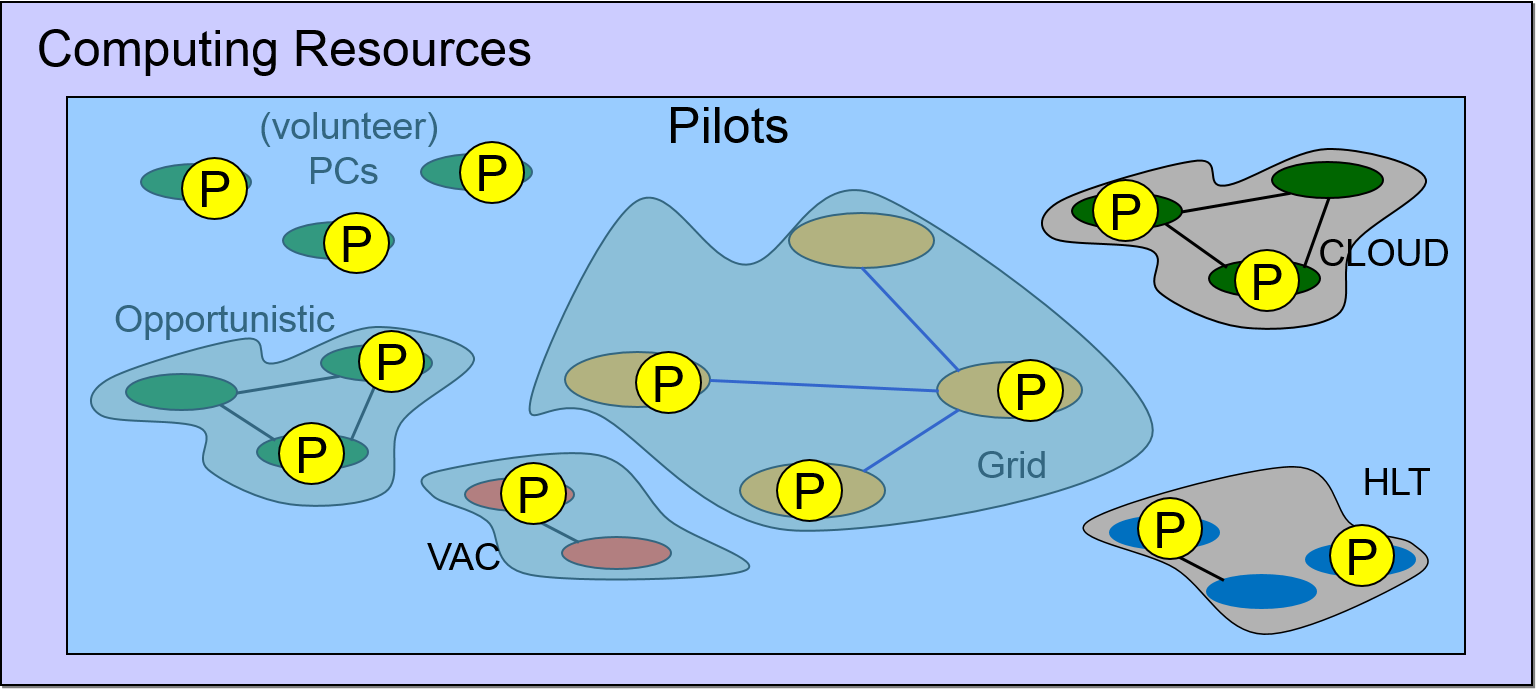 Computing Resources
Pilots
(volunteer)
PCs
P
P
P
P
P
CLOUD
Opportunistic
P
P
P
P
P
Grid
P
VAC
HLT
P
P